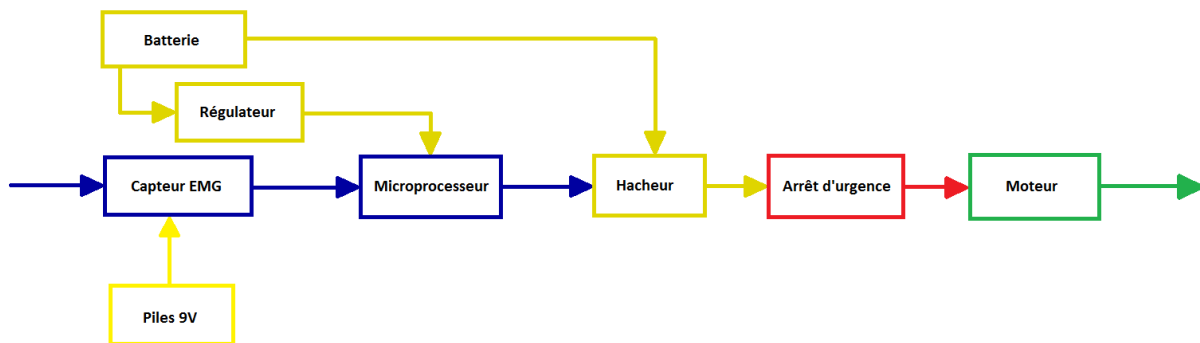 Batterie
Régulateur
Capteur EMG
Microprocesseur
Hacheur
Arrêt d'urgence
Moteur
Piles 9V